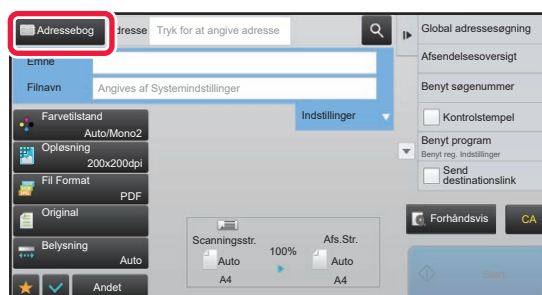 Adressebog
dresse
Tryk for at angive adresse
Emne
Filnavn
Angives af Systemindstillinger
Indstillinger
Farvetilstand
Auto/Mono2
Opløsning
200x200dpi
Fil Format
PDF
Original
Belysning
Auto
Andet
Scanningsstr.
Auto
A4
100%
Afs.Str.
Auto
A4
Global adressesøgning
Afsendelsesoversigt
Benyt søgenummer
Kontrolstempel
Benyt program
Benyt reg. Indstillinger
Send
destinationslink
Forhåndsvis
CA
Start